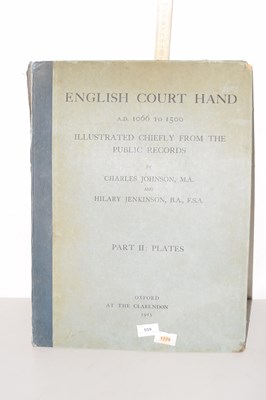 ENGLISH COURT HAND
A.D. 1066 TO 1500
ILLUSTRATED CHIEFLY FROM THE
PUBLIC RECORDS
by
CHARLES JOHNSON, M.A.
AND
HILARY JENKINSON, B.A., F.S.A.
PART II: PLATES
OXFORD
AT THE CLARENDON